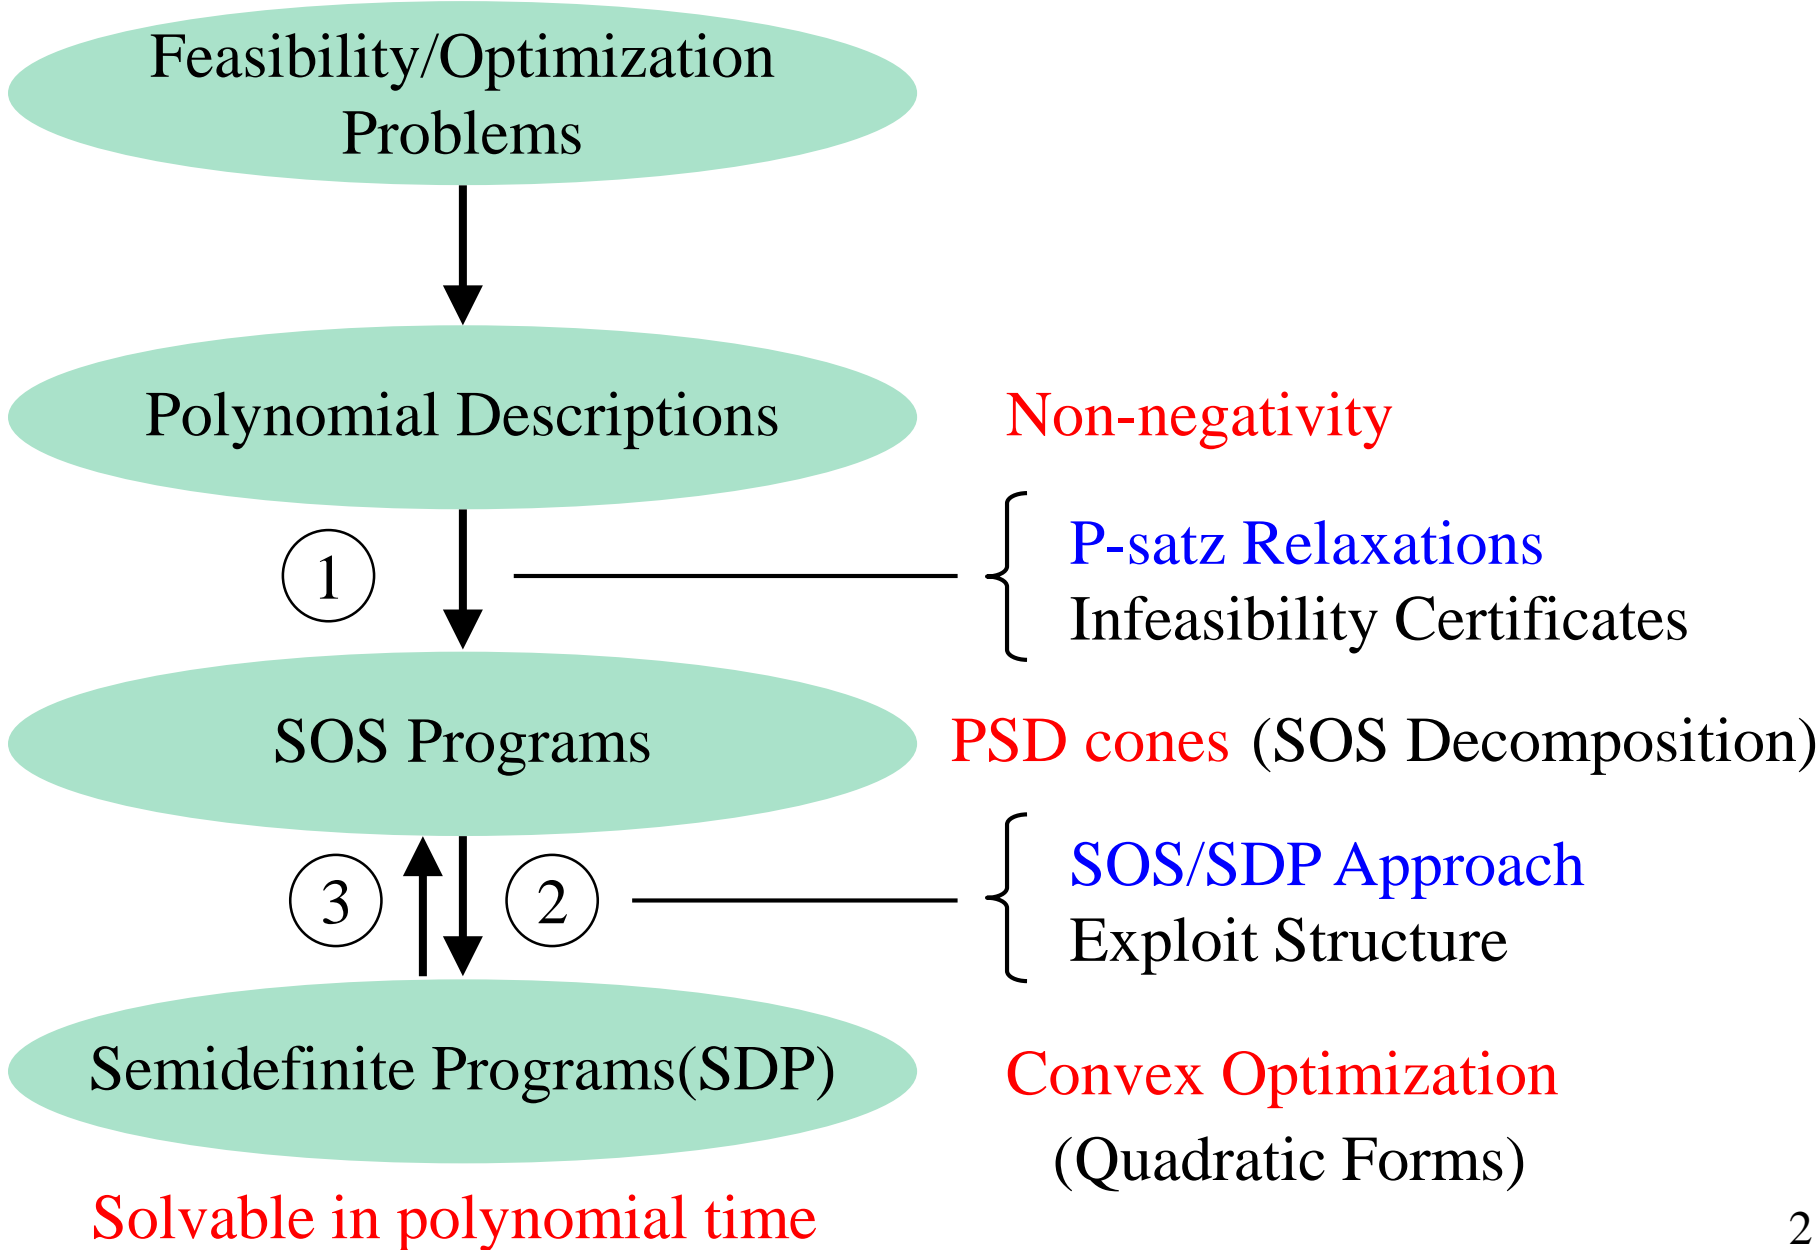 Feasibility/Optimization
Problems
Polynomial Descriptions
Non-negativity
1
P-satz Relaxations
Infeasibility Certificates
SOS Programs
PSD cones (SOS Decomposition)
3
2
SOS/SDP Approach
Exploit Structure
Semidefinite Programs(SDP)
Convex Optimization
(Quadratic Forms)
Solvable in polynomial time
2